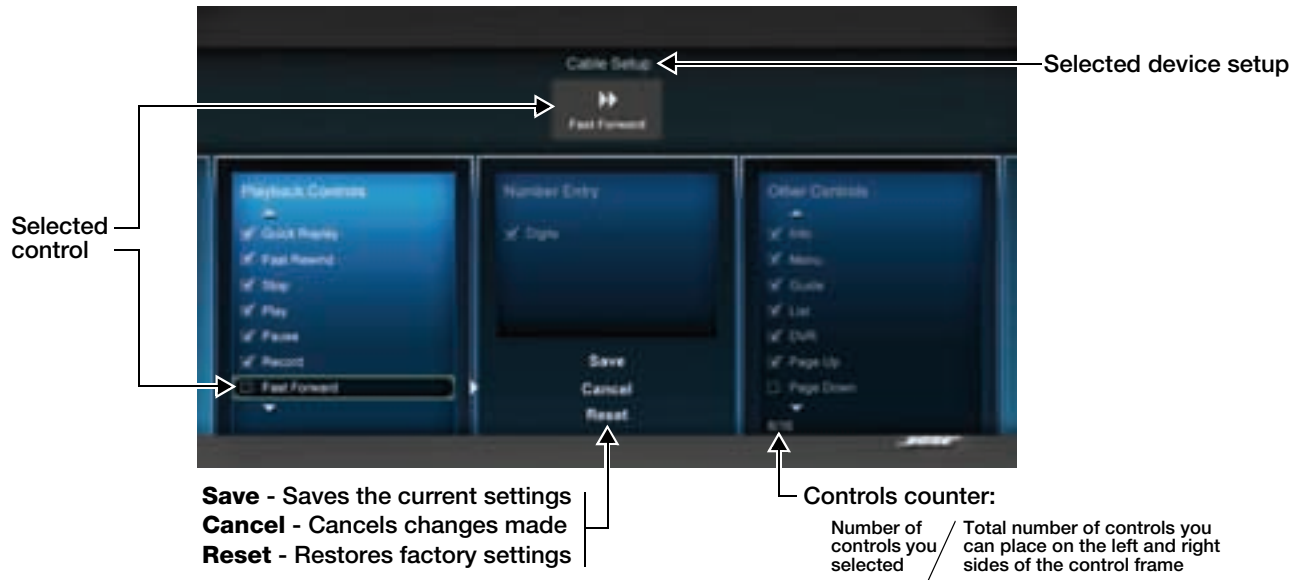 Cable Setup
Selected device setup
Fast Forward
Selected
control
Playback Controls
Quick Replay
Fast Rewind
Stop
Play
Pause
Record
Fast Forward
Number Entry
Digits
Save
Cancel
Reset
Other Controls
Info
Menu
Guide
List
DVR
Page Up
Page Down
BOSE
Save - Saves the current settings
Cancel - Cancels changes made
Reset - Restores factory settings
Controls counter:
Number of
controls you
selected
/
Total number of controls you
can place on the left and right
sides of the control frame